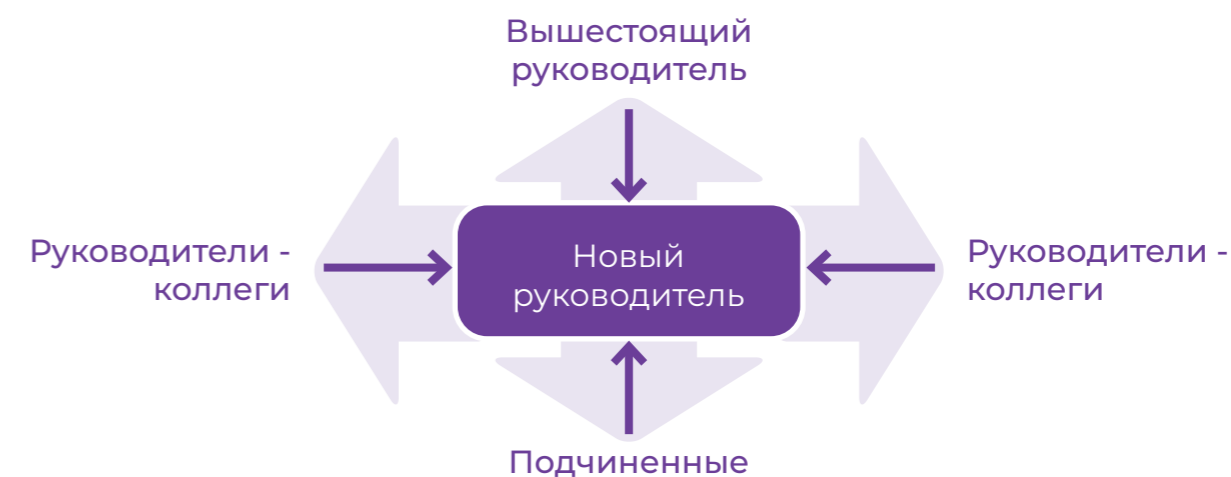 Вышестоящий
руководитель
Руководители -
коллеги
Новый
руководитель
Руководители -
коллеги
Подчиненные